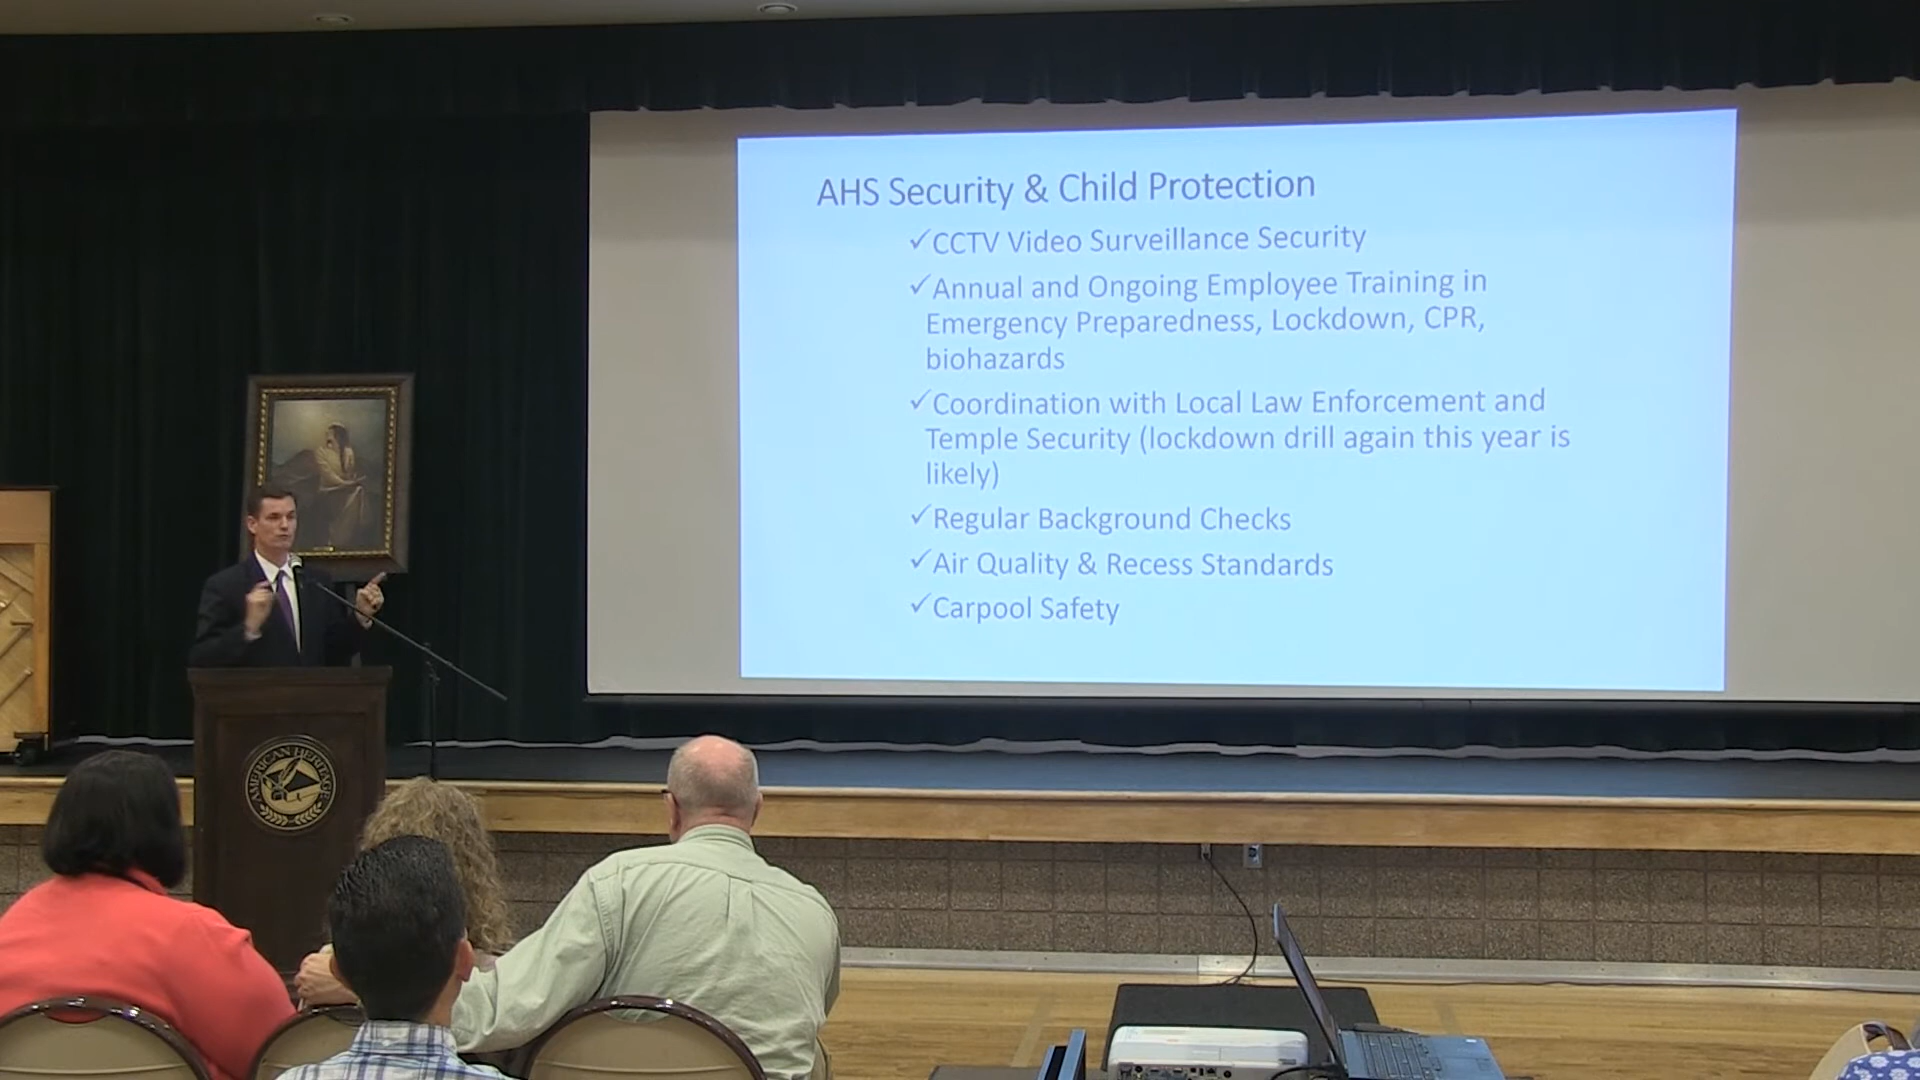 AHS Security & Child Protection
✓CCTV Video Surveillance Security
✓Annual and Ongoing Employee Training in
Emergency Preparedness, Lockdown, CPR,
biohazards
✓Coordination with Local Law Enforcement and
Temple Security (lockdown drill again this year is
likely)
✓Regular Background Checks
✓Air Quality & Recess Standards
✓Carpool Safety
AMERICAN HERITAGE